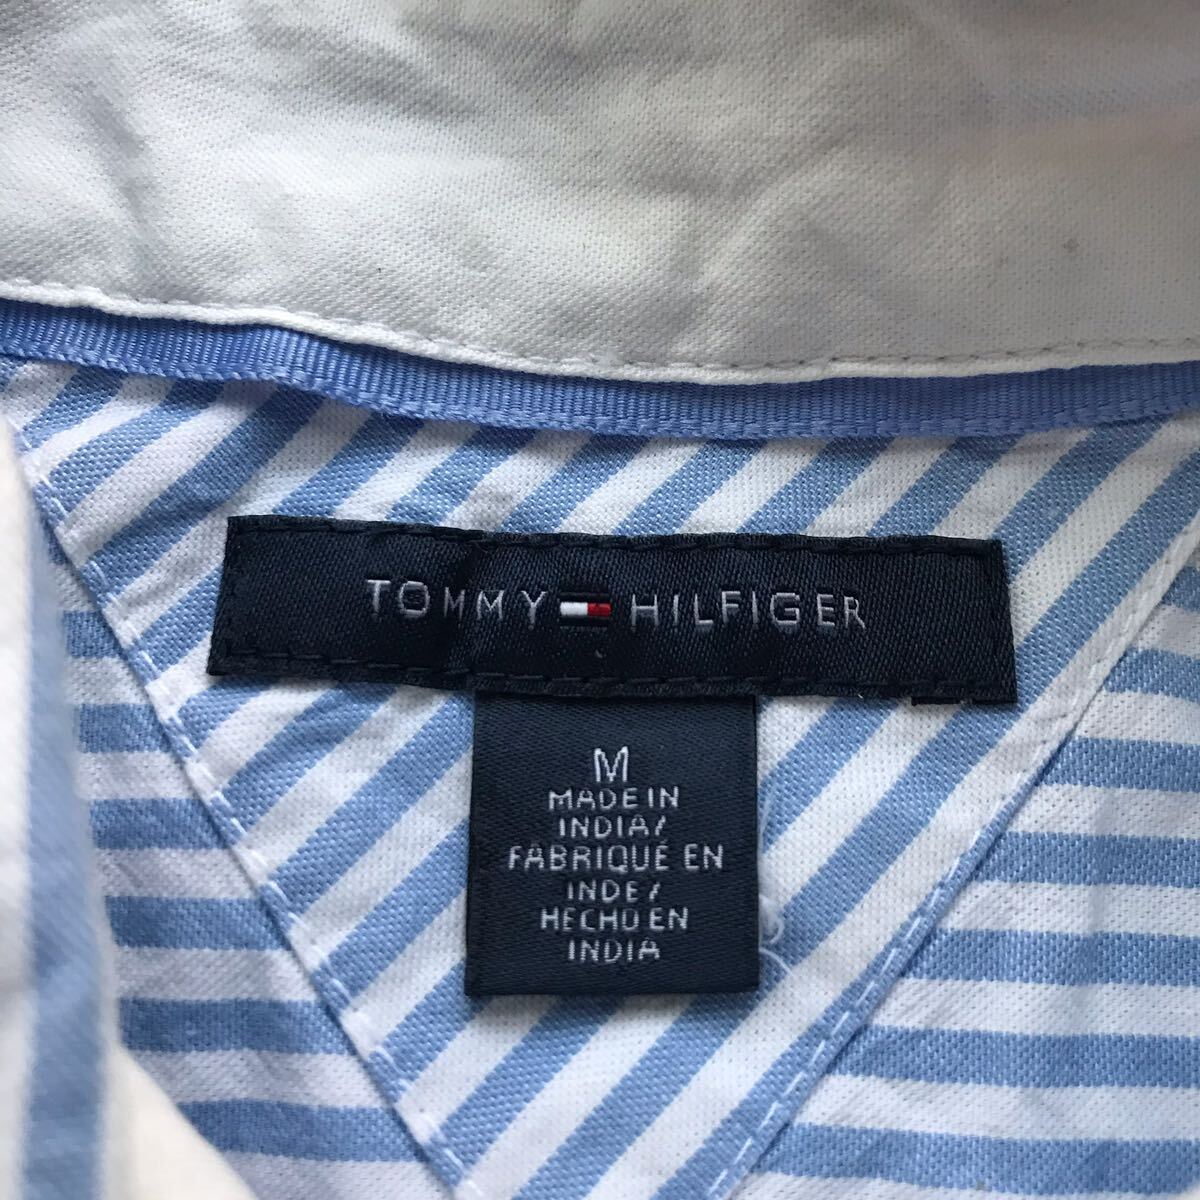 TOMMY HILFIGER
M
MADE IN
INDIA/
FABRIQUÉ EN
INDE/
HECHO EN
INDIA